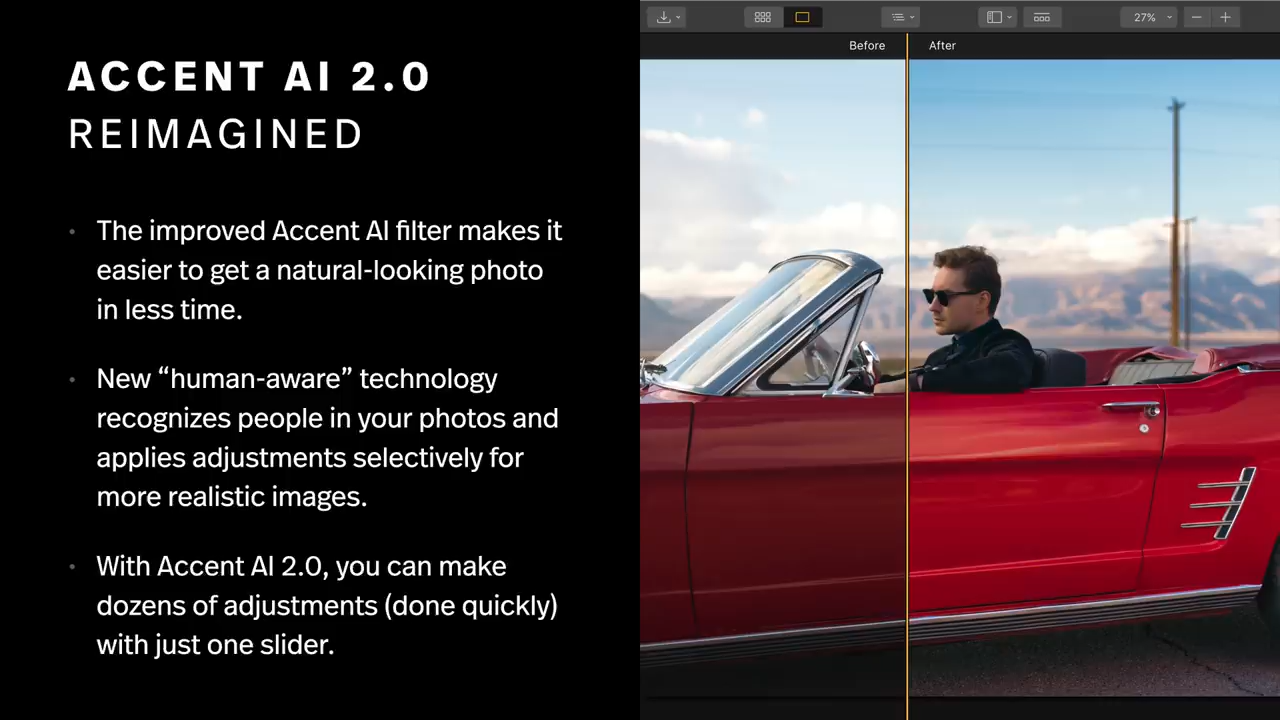 ACCENT AI 2.0
REIMAGINED
• The improved Accent AI filter makes it
easier to get a natural-looking photo
in less time.
• New “human-aware” technology
recognizes people in your photos and
applies adjustments selectively for
more realistic images.
• With Accent AI 2.0, you can make
dozens of adjustments (done quickly)
with just one slider.
27%
Before After